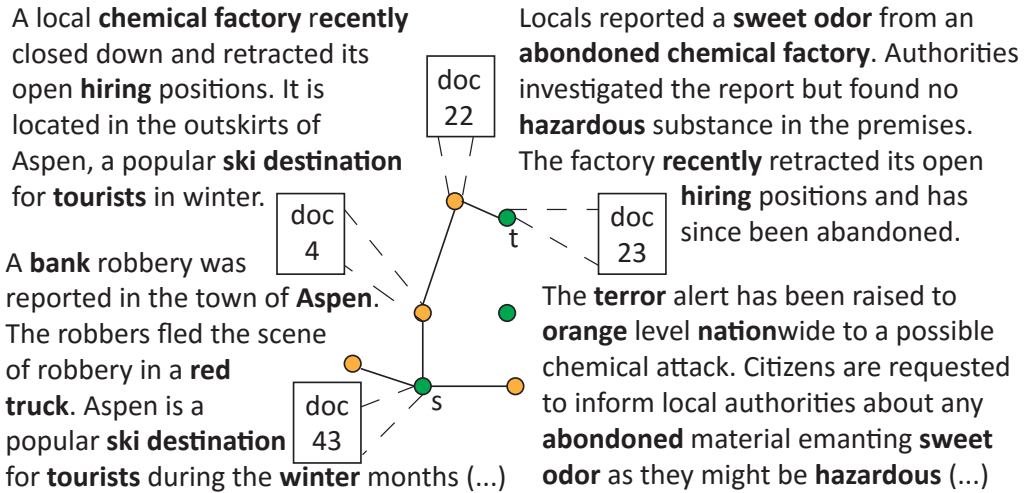 A local chemical factory recently
closed down and retracted its
open hiring positions. It is
located in the outskirts of
Aspen, a popular ski destination
for tourists in winter.
doc
22
Locals reported a sweet odor from an
abondoned chemical factory. Authorities
investigated the report but found no
hazardous substance in the premises.
The factory recently retracted its open
hiring positions and has
since been abandoned.
doc
4
t
doc
23
A bank robbery was
reported in the town of Aspen.
The robbers fled the scene
of robbery in a red
truck. Aspen is a
popular ski destination
for tourists during the winter months (...)
doc
43
s
The terror alert has been raised to
orange level nationwide to a possible
chemical attack. Citizens are requested
to inform local authorities about any
abondoned material emanting sweet
odor as they might be hazardous (...)